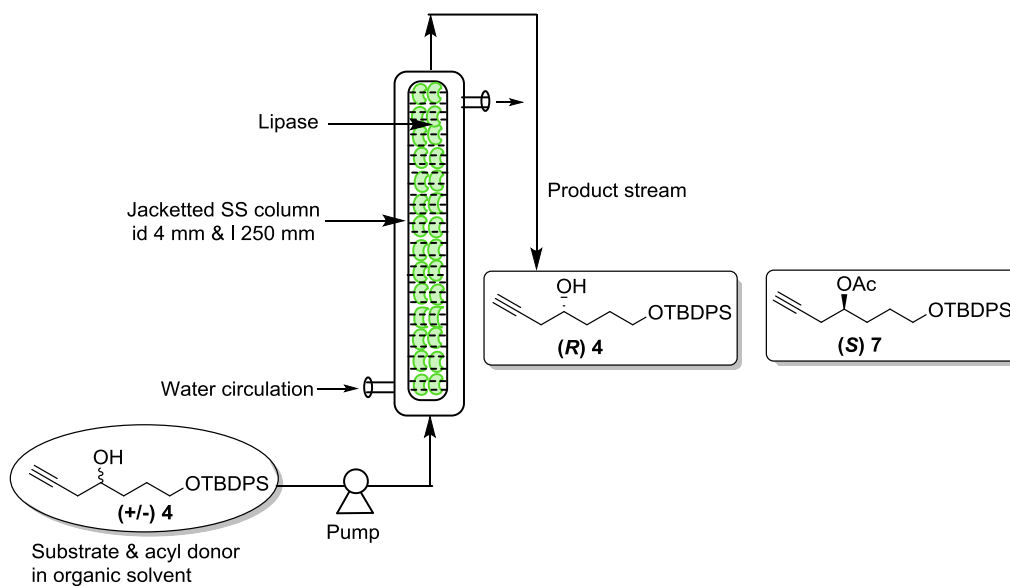 Lipase
Jacketted SS column
id 4 mm & l 250 mm
Product stream
OH
OTBDPS
(R) 4
OAc
OTBDPS
(S) 7
Water circulation
OH
OTBDPS
(+/-) 4
Pump
Substrate & acyl donor
in organic solvent